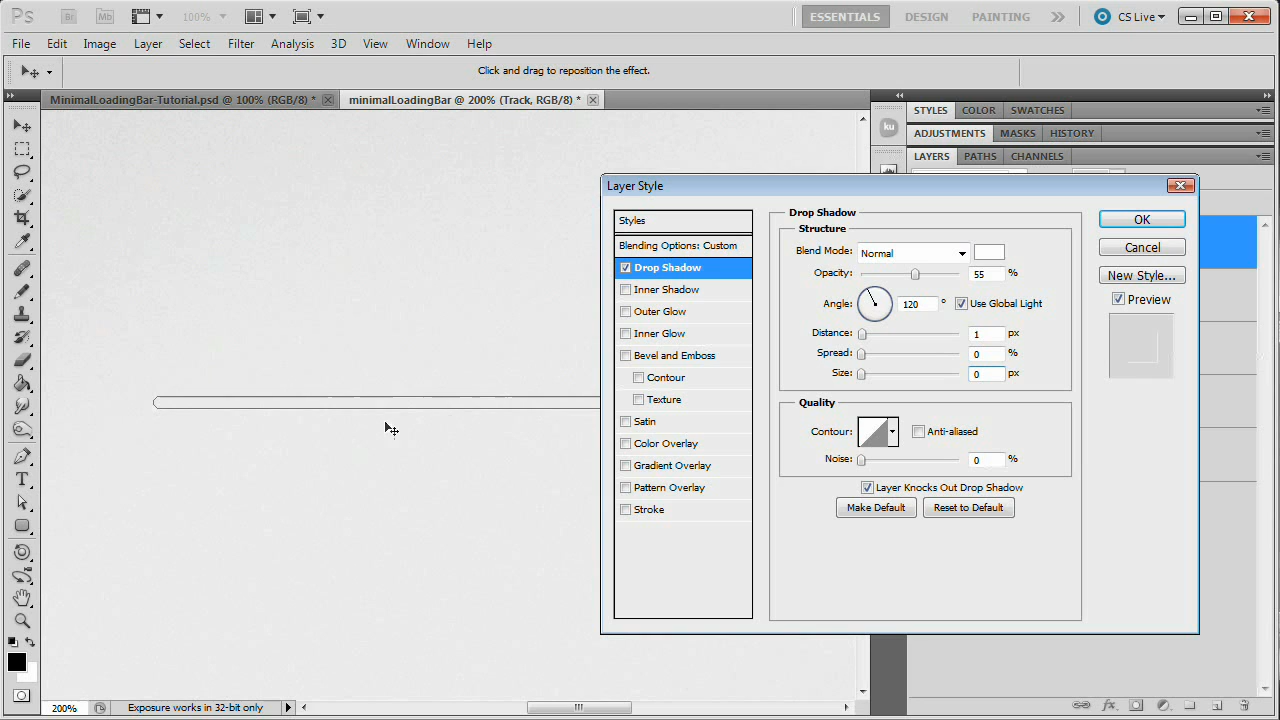 Ps Br Mb 100% ESSENTIALS DESIGN PAINTING CS Live
File Edit Image Layer Select Filter Analysis 3D View Window Help
Click and drag to reposition the effect.
MinimalLoadingBar-Tutorial.psd @ 100% (RGB/8) * minimalLoadingBar @ 200% (Track, RGB/8) *
STYLES COLOR SWATCHES
ku
ADJUSTMENTS MASKS HISTORY
LAYERS PATHS CHANNELS
Layer Style
Styles
Blending Options: Custom
Drop Shadow
Inner Shadow
Outer Glow
Inner Glow
Bevel and Emboss
Contour
Texture
Satin
Color Overlay
Gradient Overlay
Pattern Overlay
Stroke
Drop Shadow
Structure
Blend Mode: Normal
Opacity: 55 %
Angle: 120 ° Use Global Light
Distance: 1 px
Spread: 0 %
Size: 0 px
Quality
Contour: Anti-aliased
Noise: 0 %
Layer Knocks Out Drop Shadow
Make Default Reset to Default
OK
Cancel
New Style...
Preview
T
200% Exposure works in 32-bit only
fx